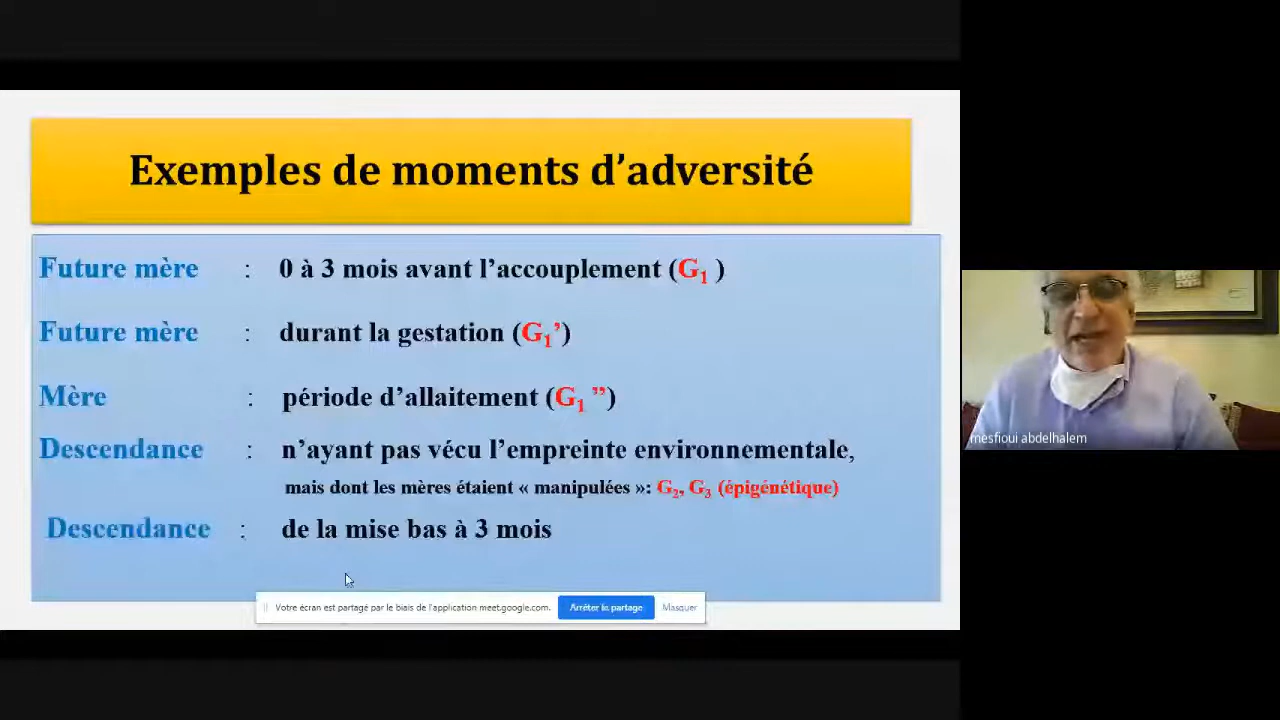 Exemples de moments d’adversité
Future mère : 0 à 3 mois avant l’accouplement (G₁ )
Future mère : durant la gestation (G₁’)
Mère : période d’allaitement (G₁ ”)
Descendance : n’ayant pas vécu l’empreinte environnementale,
mais dont les mères étaient « manipulées »: G₂, G₃ (épigénétique)
Descendance : de la mise bas à 3 mois
Votre écran est partagé par le biais de l'application meet.google.com. Arrêter le partage Masquer
mesfioui abdelhalem